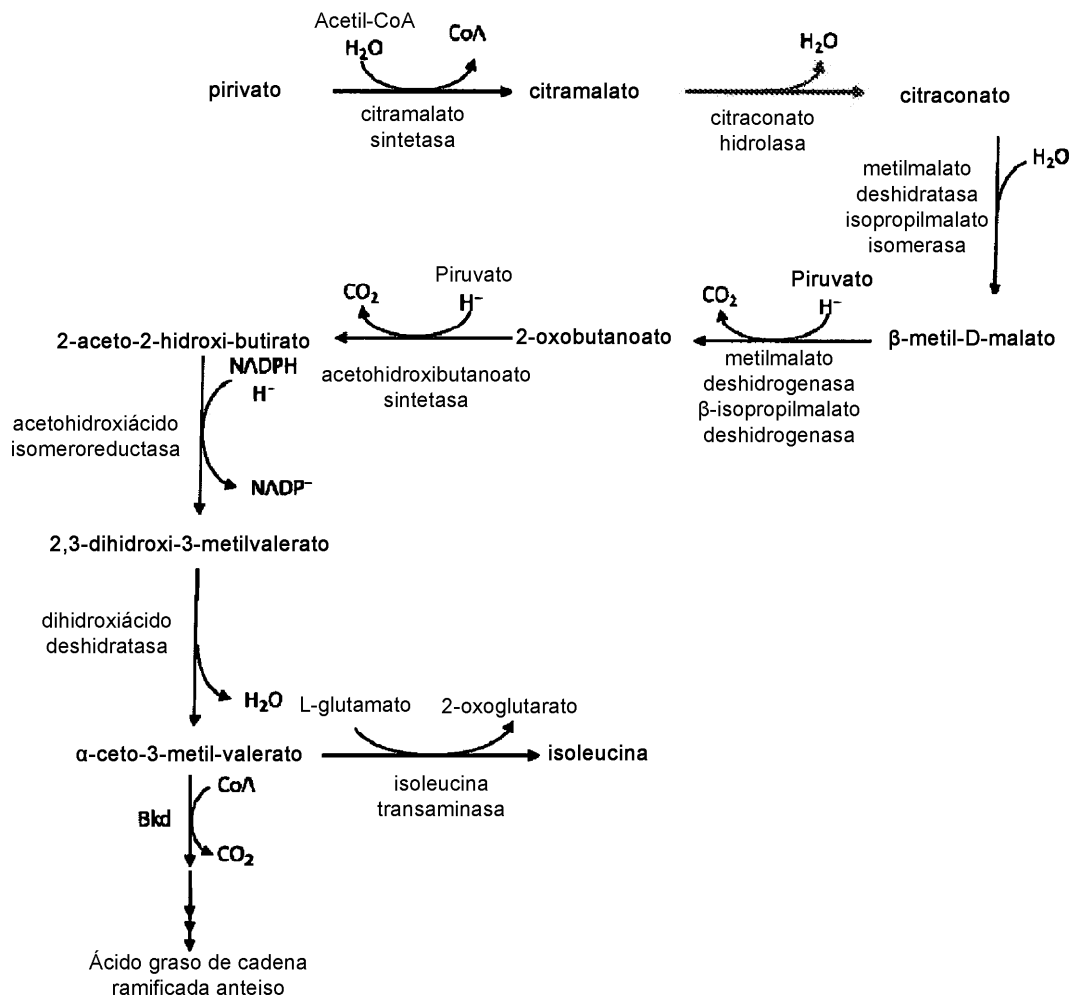 Acetil-CoA
H₂O
CoA
H₂O
pirivato
citramalato
citraconato
citramalato
sintetasa
citraconato
hidrolasa
metilmalato
deshidratasa
isopropilmalato
isomerasa
H₂O
CO₂
Piruvato
H⁻
CO₂
Piruvato
H⁻
2-aceto-2-hidroxi-butirato
2-oxobutanoato
β-metil-D-malato
acetohidroxibutanoato
sintetasa
metilmalato
deshidrogenasa
β-isopropilmalato
deshidrogenasa
NADPH
H⁻
acetohidroxiácido
isomeroreductasa
NADP⁻
2,3-dihidroxi-3-metilvalerato
dihidroxiácido
deshidratasa
H₂O
L-glutamato
2-oxoglutarato
α-ceto-3-metil-valerato
isoleucina
isoleucina
transaminasa
CoA
Bkd
CO₂
Ácido graso de cadena
ramificada anteiso